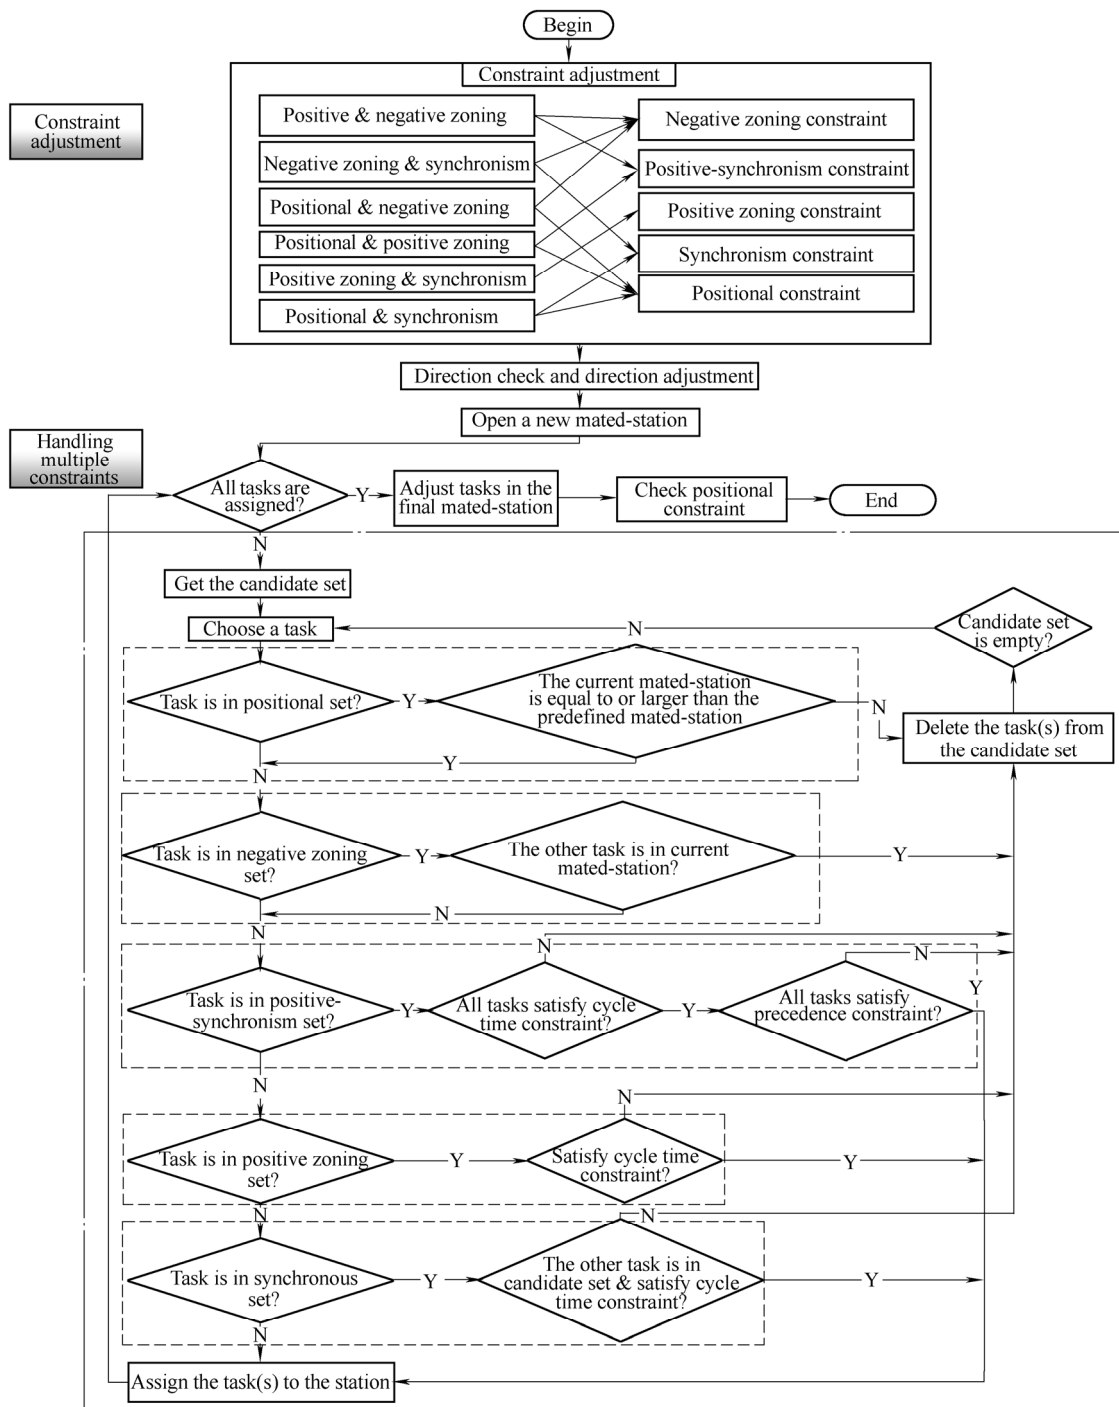 Begin
Constraint adjustment
Constraint
adjustment
Positive & negative zoning
Negative zoning & synchronism
Positional & negative zoning
Positional & positive zoning
Positive zoning & synchronism
Positional & synchronism
Negative zoning constraint
Positive-synchronism constraint
Positive zoning constraint
Synchronism constraint
Positional constraint
Direction check and direction adjustment
Open a new mated-station
Handling
multiple
constraints
All tasks are
assigned?
Y
Adjust tasks in the
final mated-station
Check positional
constraint
End
N
Get the candidate set
Choose a task
N
Candidate set
is empty?
Task is in positional set?
Y
The current mated-station
is equal to or larger than the
predefined mated-station
N
Delete the task(s) from
the candidate set
Y
N
Task is in negative zoning
set?
Y
The other task is in current
mated-station?
Y
N
N
N
N
Task is in positive-
synchronism set?
Y
All tasks satisfy cycle
time constraint?
Y
All tasks satisfy
precedence constraint?
Y
N
N
Task is in positive zoning
set?
Y
Satisfy cycle time
constraint?
Y
N
N
Task is in synchronous
set?
Y
The other task is in
candidate set & satisfy cycle
time constraint?
Y
N
Assign the task(s) to the station